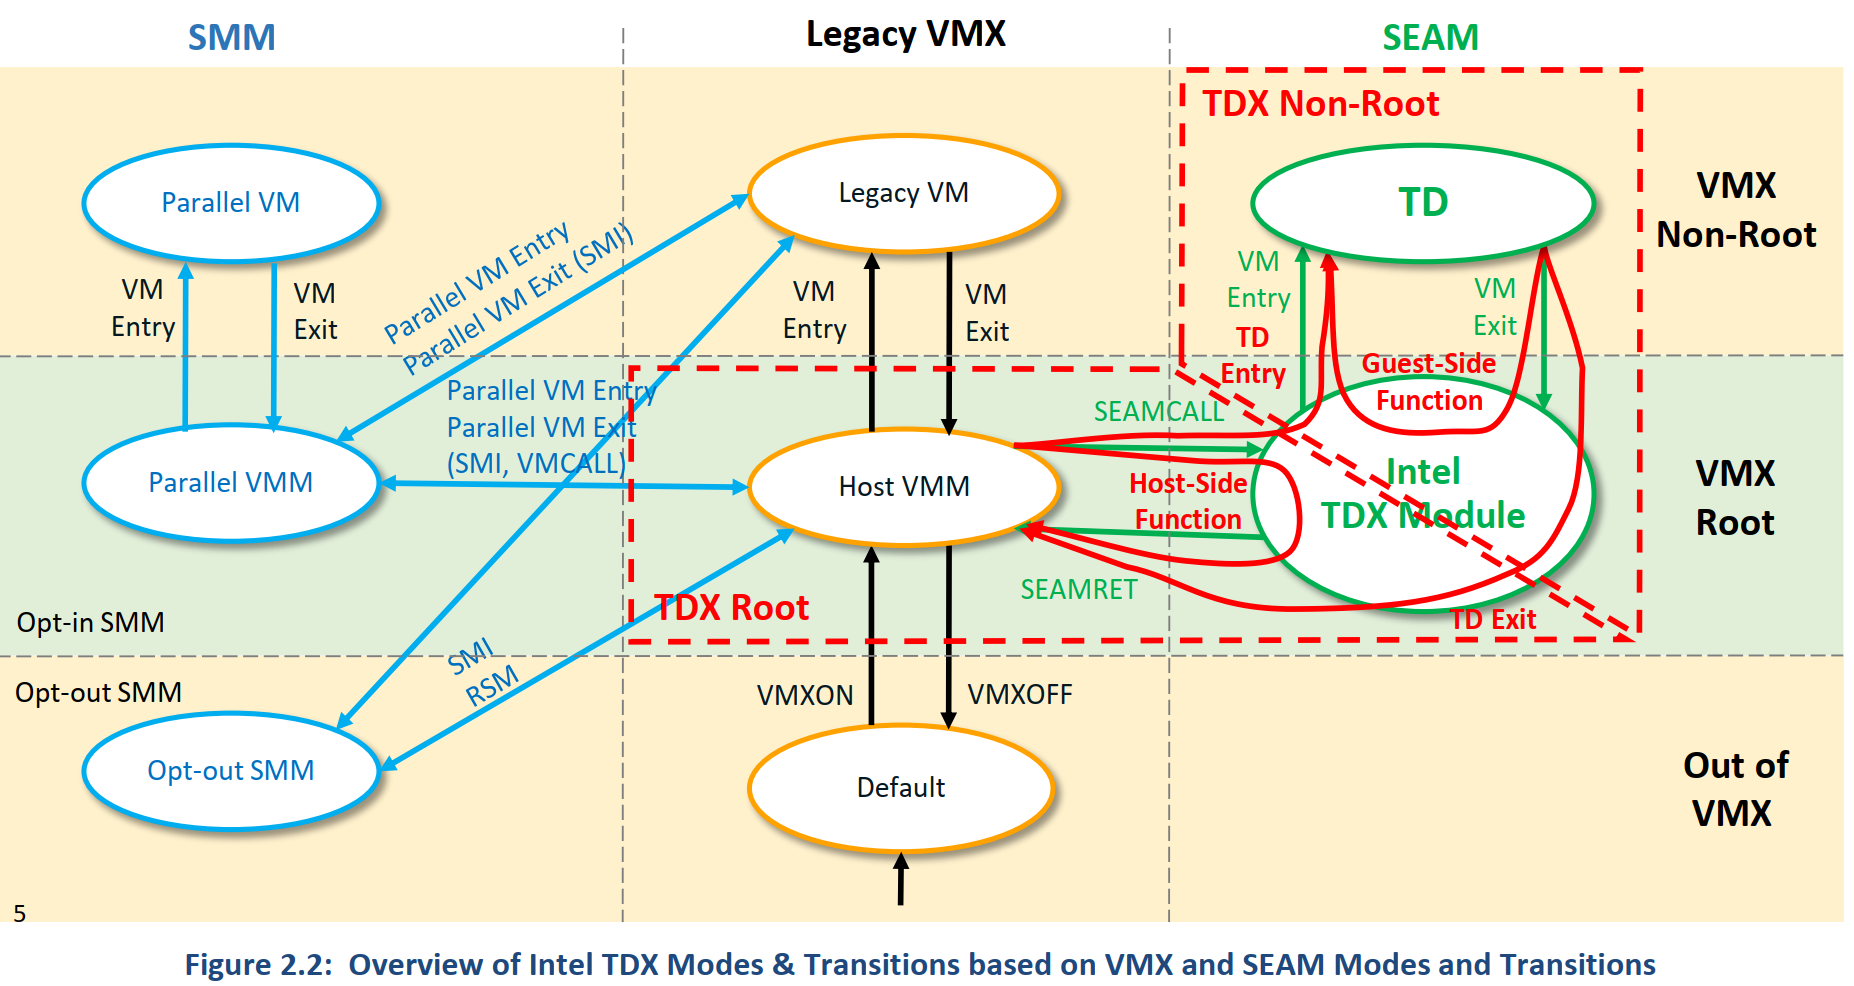 SMM
Legacy VMX
SEAM
TDX Non-Root
Parallel VM
Legacy VM
TD
VMX
Non-Root
VM
Entry
VM
Exit
Parallel VM Entry
Parallel VM Exit (SMI)
VM
Entry
VM
Exit
VM
Entry
TD
Entry
VM
Exit
Guest-Side
Function
Parallel VM Entry
Parallel VM Exit
(SMI, VMCALL)
SEAMCALL
Parallel VMM
Host VMM
Host-Side
Function
Intel
TDX Module
VMX
Root
SEAMRET
TDX Root
TD Exit
Opt-in SMM
Opt-out SMM
SMI
RSM
VMXON
VMXOFF
Opt-out SMM
Default
Out of
VMX
5
Figure 2.2: Overview of Intel TDX Modes & Transitions based on VMX and SEAM Modes and Transitions